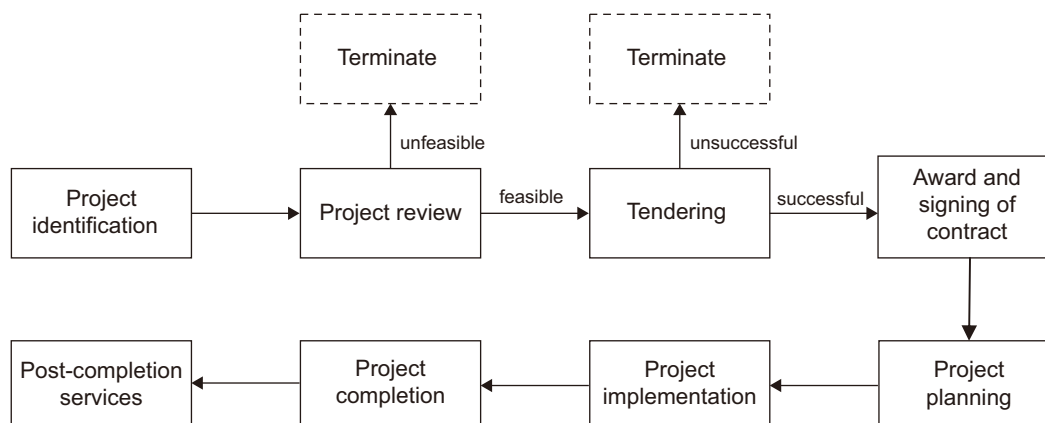 Terminate
Terminate
unfeasible
unsuccessful
Project
identification
Project review
feasible
Tendering
successful
Award and
signing of
contract
Post-completion
services
Project
completion
Project
implementation
Project
planning